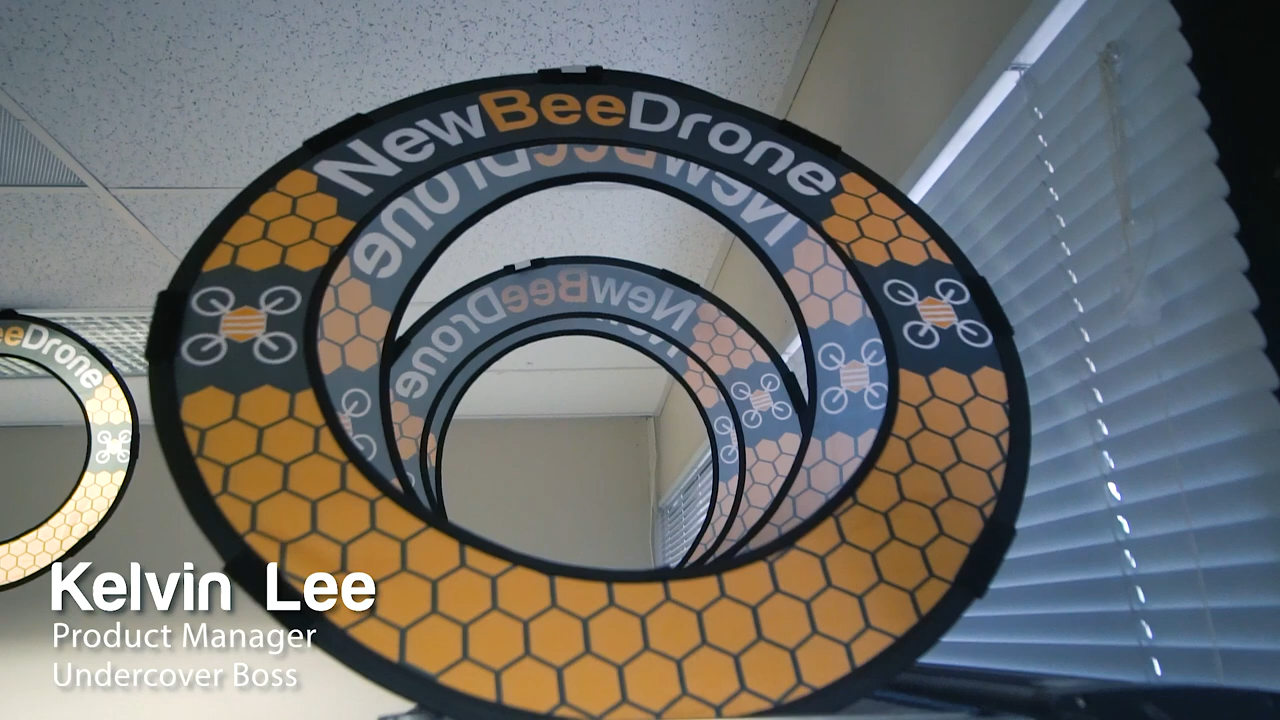 NewBeeDrone
NewBeeDrone
NewBeeDrone
eeDrone
Kelvin Lee
Product Manager
Undercover Boss